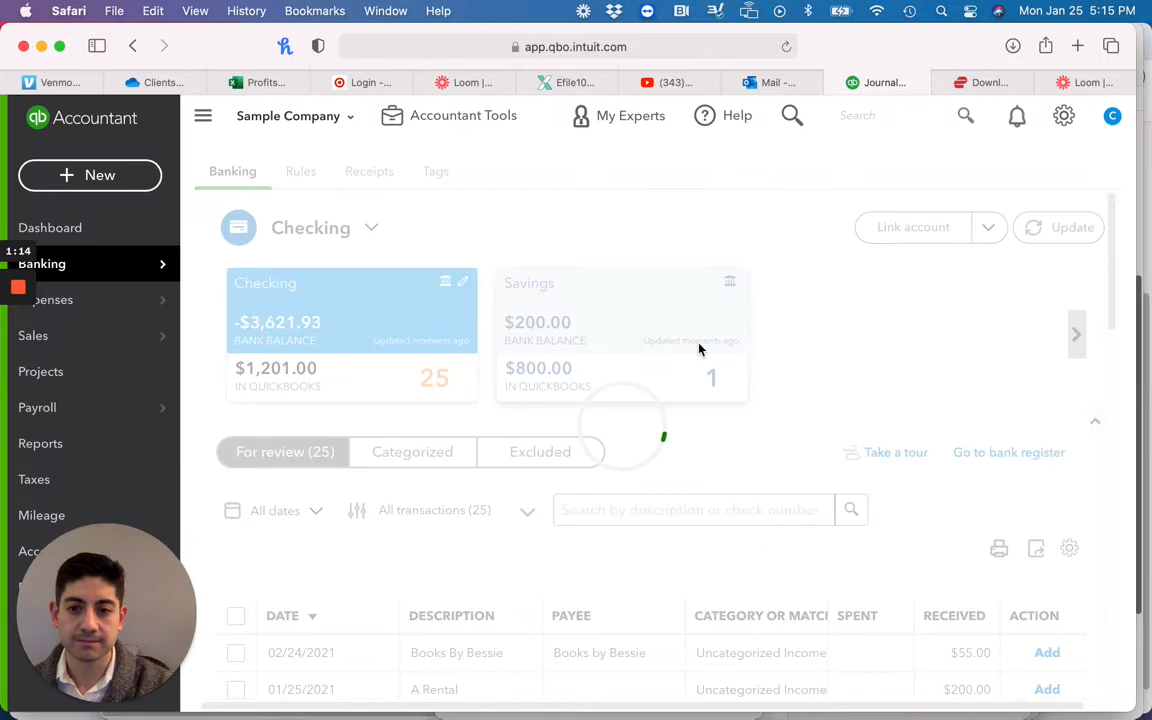 Safari File Edit View History Bookmarks Window Help Mon Jan 25 5:15 PM
app.qbo.intuit.com
Venmo... Clients... Profits... Login -... Loom |... Efile10... (343)... Mail -... Journal... Downl... Loom |...
qb Accountant Sample Company Accountant Tools My Experts Help Search C
+ New
Banking Rules Receipts Tags
Dashboard
Checking Link account Update
1:14
Banking
Checking Savings
Expenses
-$3,621.93 $200.00
BANK BALANCE Updated moments ago BANK BALANCE Updated moments ago
Sales
$1,201.00 25 $800.00 1
IN QUICKBOOKS IN QUICKBOOKS
Projects
Payroll
Reports
For review (25) Categorized Excluded Take a tour Go to bank register
Taxes
Mileage
All dates All transactions (25) Search by description or check number
Acc
DATE DESCRIPTION PAYEE CATEGORY OR MATC SPENT RECEIVED ACTION
02/24/2021 Books By Bessie Books by Bessie Uncategorized Income $55.00 Add
01/25/2021 A Rental Uncategorized Income $200.00 Add